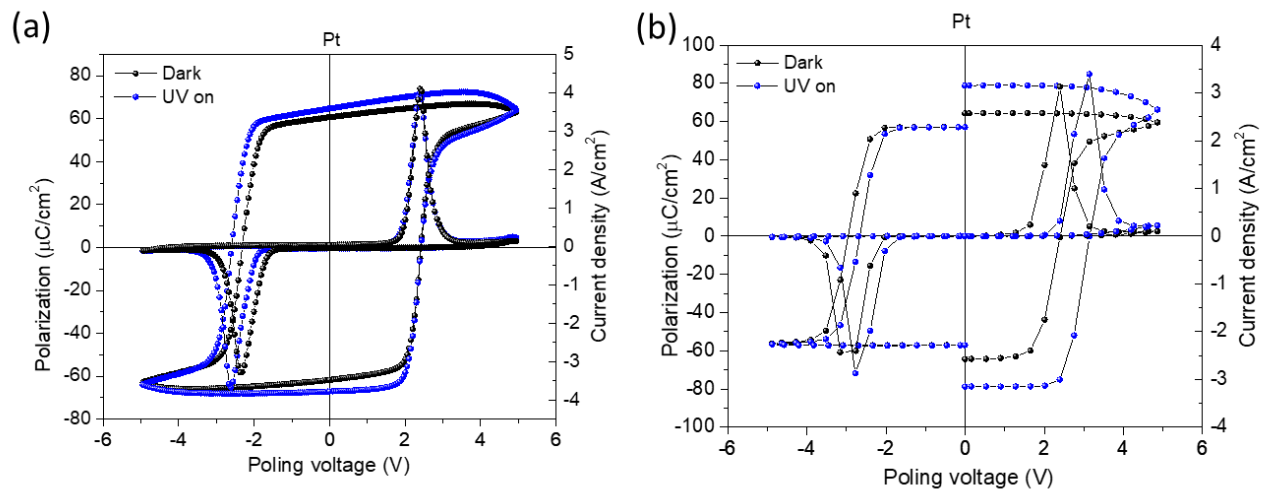 (a)
Pt
Dark
UV on
80
60
40
20
0
-20
-40
-60
-80
Polarization (μC/cm²)
5
4
3
2
1
0
-1
-2
-3
-4
Current density (A/cm²)
-6 -4 -2 0 2 4 6
Poling voltage (V)
(b)
Pt
Dark
UV on
100
80
60
40
20
0
-20
-40
-60
-80
-100
Polarization (μC/cm²)
4
3
2
1
0
-1
-2
-3
-4
Current density (A/cm²)
-6 -4 -2 0 2 4 6
Poling voltage (V)